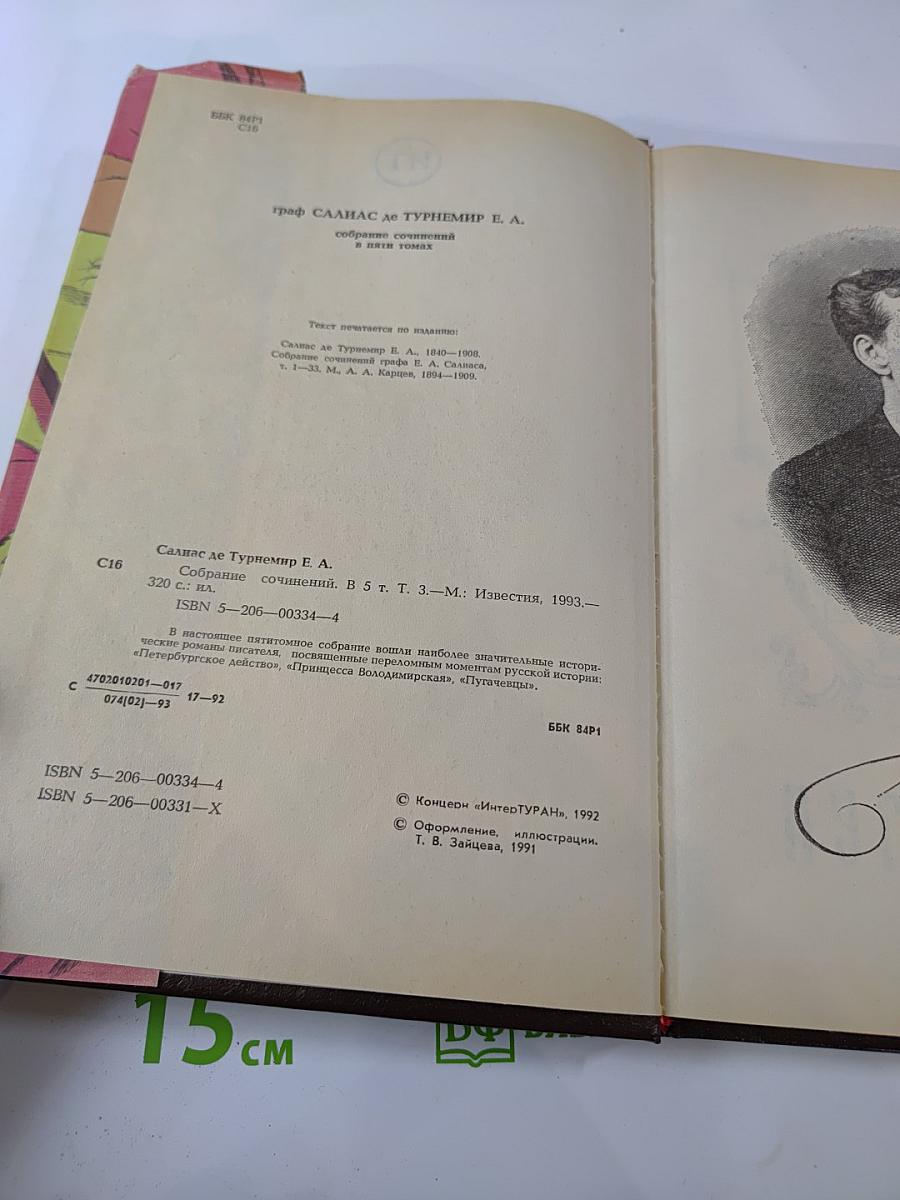 ББК 84Р1
С16
граф САЛИАС де ТУРНЕМИР Е. А.
собрание сочинений
в пяти томах
Текст печатается по изданию:
Салиас де Турнемир Е. А., 1840—1908.
Собрание сочинений графа Е. А. Салиаса,
т. 1—33. М., А. А. Карцев, 1894—1909.
Салиас де Турнемир Е. А.
С16
Собрание сочинений. В 5 т. Т. 3.—М.: Известия, 1993.—
320 с.: ил.
ISBN 5—206—00334—4
В настоящее пятитомное собрание вошли наиболее значительные истори-
ческие романы писателя, посвященные переломным моментам русской истории:
«Петербургское действо», «Принцесса Володимирская», «Пугачевцы».
С 4702010201—017 17—92
074(02)—93
ББК 84Р1
ISBN 5—206—00334—4
ISBN 5—206—00331—X
© Концерн «ИнтерТУРАН», 1992
© Оформление, иллюстрации.
Т. В. Зайцева, 1991
15 см